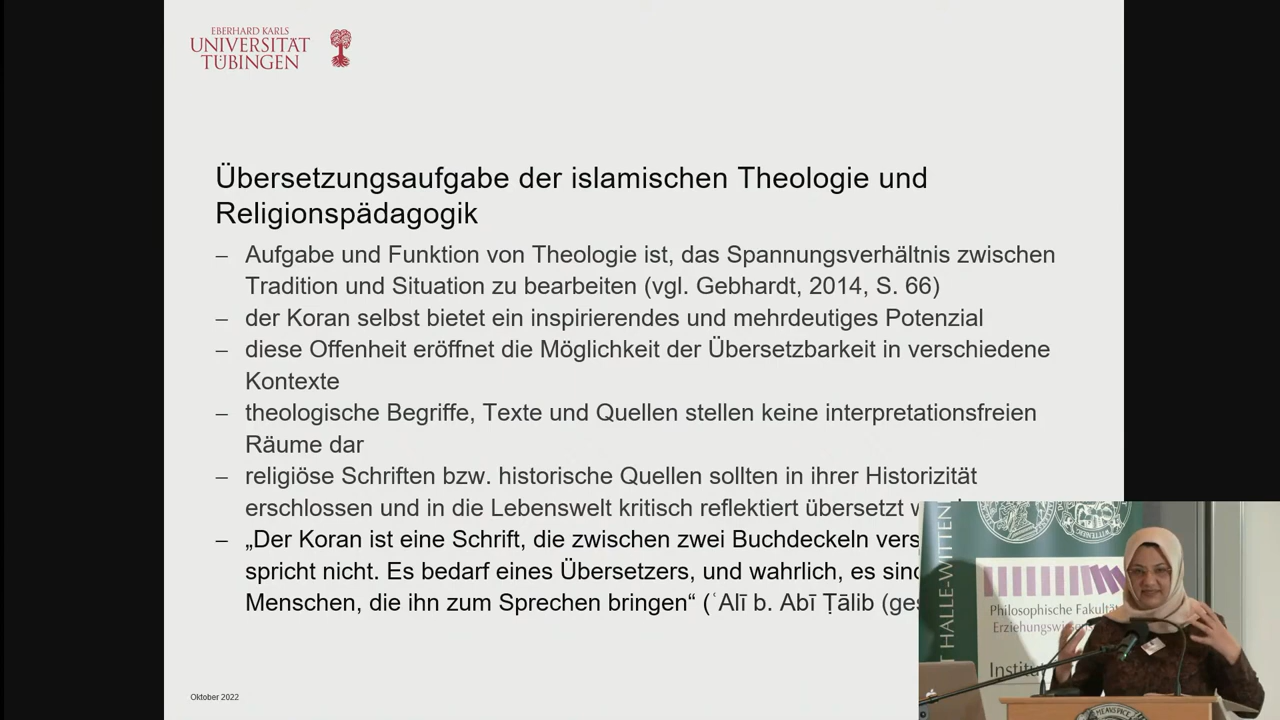 EBERHARD KARLS
UNIVERSITÄT
TÜBINGEN
Übersetzungsaufgabe der islamischen Theologie und
Religionspädagogik
– Aufgabe und Funktion von Theologie ist, das Spannungsverhältnis zwischen
Tradition und Situation zu bearbeiten (vgl. Gebhardt, 2014, S. 66)
– der Koran selbst bietet ein inspirierendes und mehrdeutiges Potenzial
– diese Offenheit eröffnet die Möglichkeit der Übersetzbarkeit in verschiedene
Kontexte
– theologische Begriffe, Texte und Quellen stellen keine interpretationsfreien
Räume dar
– religiöse Schriften bzw. historische Quellen sollten in ihrer Historizität
erschlossen und in die Lebenswelt kritisch reflektiert übersetzt
– „Der Koran ist eine Schrift, die zwischen zwei Buchdeckeln vers
spricht nicht. Es bedarf eines Übersetzers, und wahrlich, es sind
Menschen, die ihn zum Sprechen bringen“ (ʿAlī b. Abī Ṭālib (ges
Oktober 2022
HALLE-WITTEN
Philosophische Fakultät
Erziehungswiss
Institu